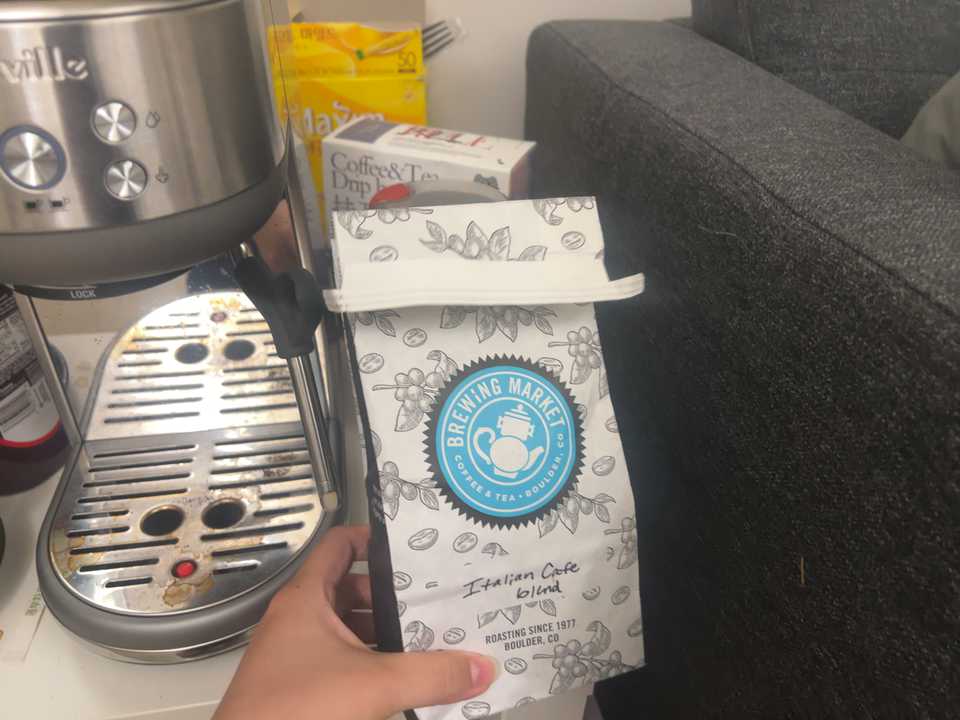 50
Maxim
Coffee&Tea
Drip
LOCK
BREWING MARKET
COFFEE & TEA • BOULDER, CO
Italian Cafe
blend
ROASTING SINCE 1977
BOULDER, CO